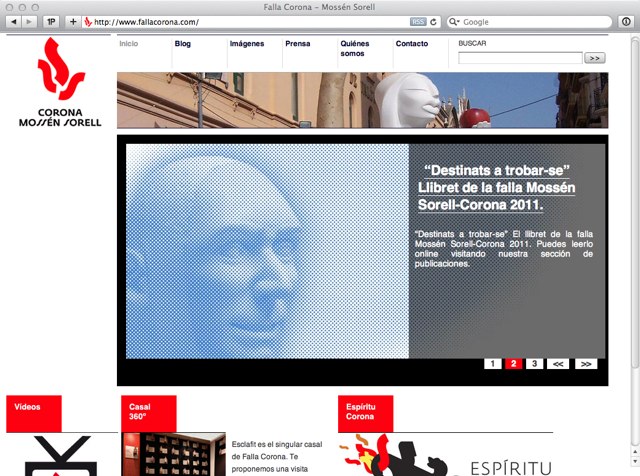 Falla Corona – Mossén Sorell
1P
+
http://www.fallacorona.com/
RSS
Google
Inicio
Blog
Imágenes
Prensa
Quiénes
somos
Contacto
BUSCAR
>>
CORONA
MOSSÉN SORELL
“Destinats a trobar-se”
Llibret de la falla Mossén
Sorell-Corona 2011.
“Destinats a trobar-se” El llibret de la falla
Mossén Sorell-Corona 2011. Puedes leerlo
online visitando nuestra sección de
publicaciones.
1 2 3 << >>
Vídeos
Casal
360º
Espíritu
Corona
Esclafit es el singular casal
de Falla Corona. Te
proponemos una visita
ESPÍRITU